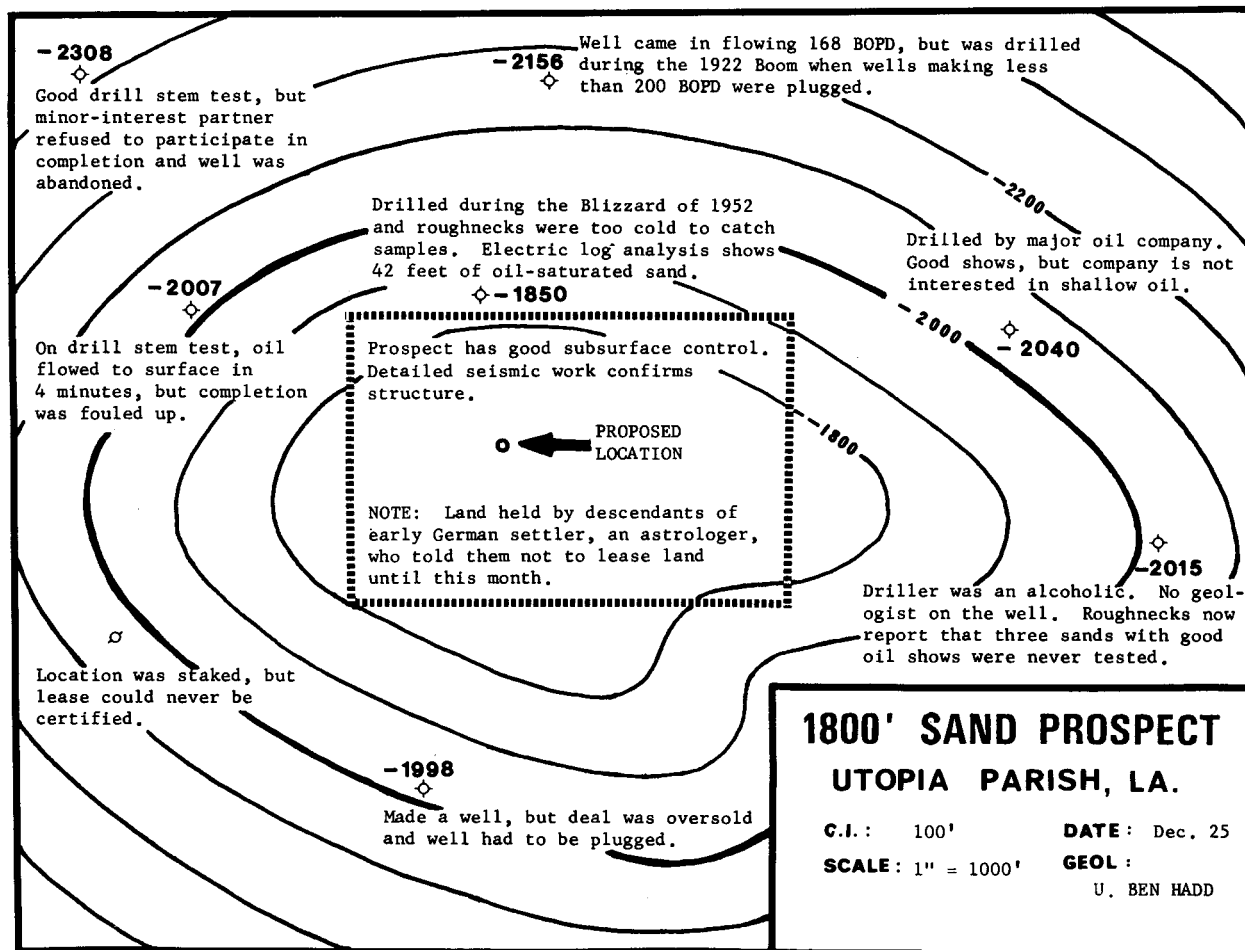 -2308
Good drill stem test, but
minor-interest partner
refused to participate in
completion and well was
abandoned.
-2156
Well came in flowing 168 BOPD, but was drilled
during the 1922 Boom when wells making less
than 200 BOPD were plugged.
-2200
Drilled during the Blizzard of 1952
and roughnecks were too cold to catch
samples. Electric log analysis shows
42 feet of oil-saturated sand.
-1850
Drilled by major oil company.
Good shows, but company is not
interested in shallow oil.
-2000
-2040
-2007
On drill stem test, oil
flowed to surface in
4 minutes, but completion
was fouled up.
Prospect has good subsurface control.
Detailed seismic work confirms
structure.
-1800
PROPOSED
LOCATION
NOTE: Land held by descendants of
early German settler, an astrologer,
who told them not to lease land
until this month.
-2015
Driller was an alcoholic. No geol-
ogist on the well. Roughnecks now
report that three sands with good
oil shows were never tested.
Location was staked, but
lease could never be
certified.
-1998
Made a well, but deal was oversold
and well had to be plugged.
1800' SAND PROSPECT
UTOPIA PARISH, LA.
C.I.: 100' DATE: Dec. 25
SCALE: 1" = 1000' GEOL:
U. BEN HADD